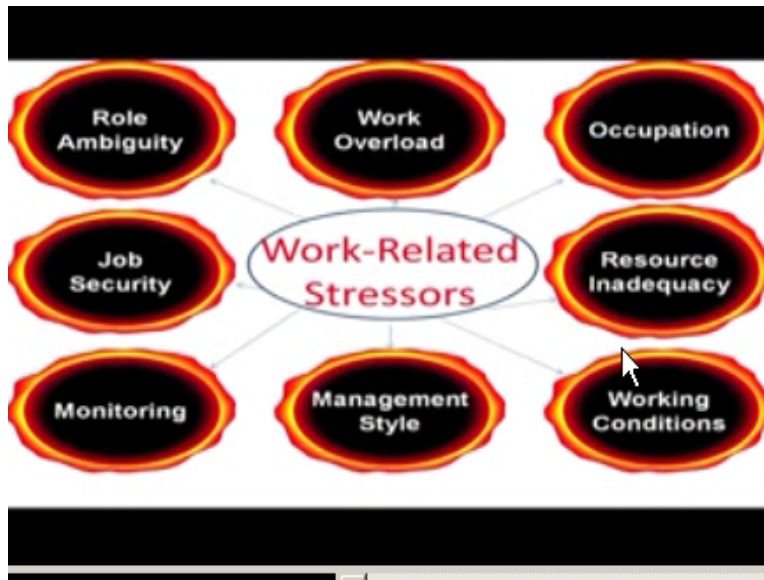 Role
Ambiguity
Work
Overload
Occupation
Work-Related
Stressors
Job
Security
Resource
Inadequacy
Monitoring
Management
Style
Working
Conditions